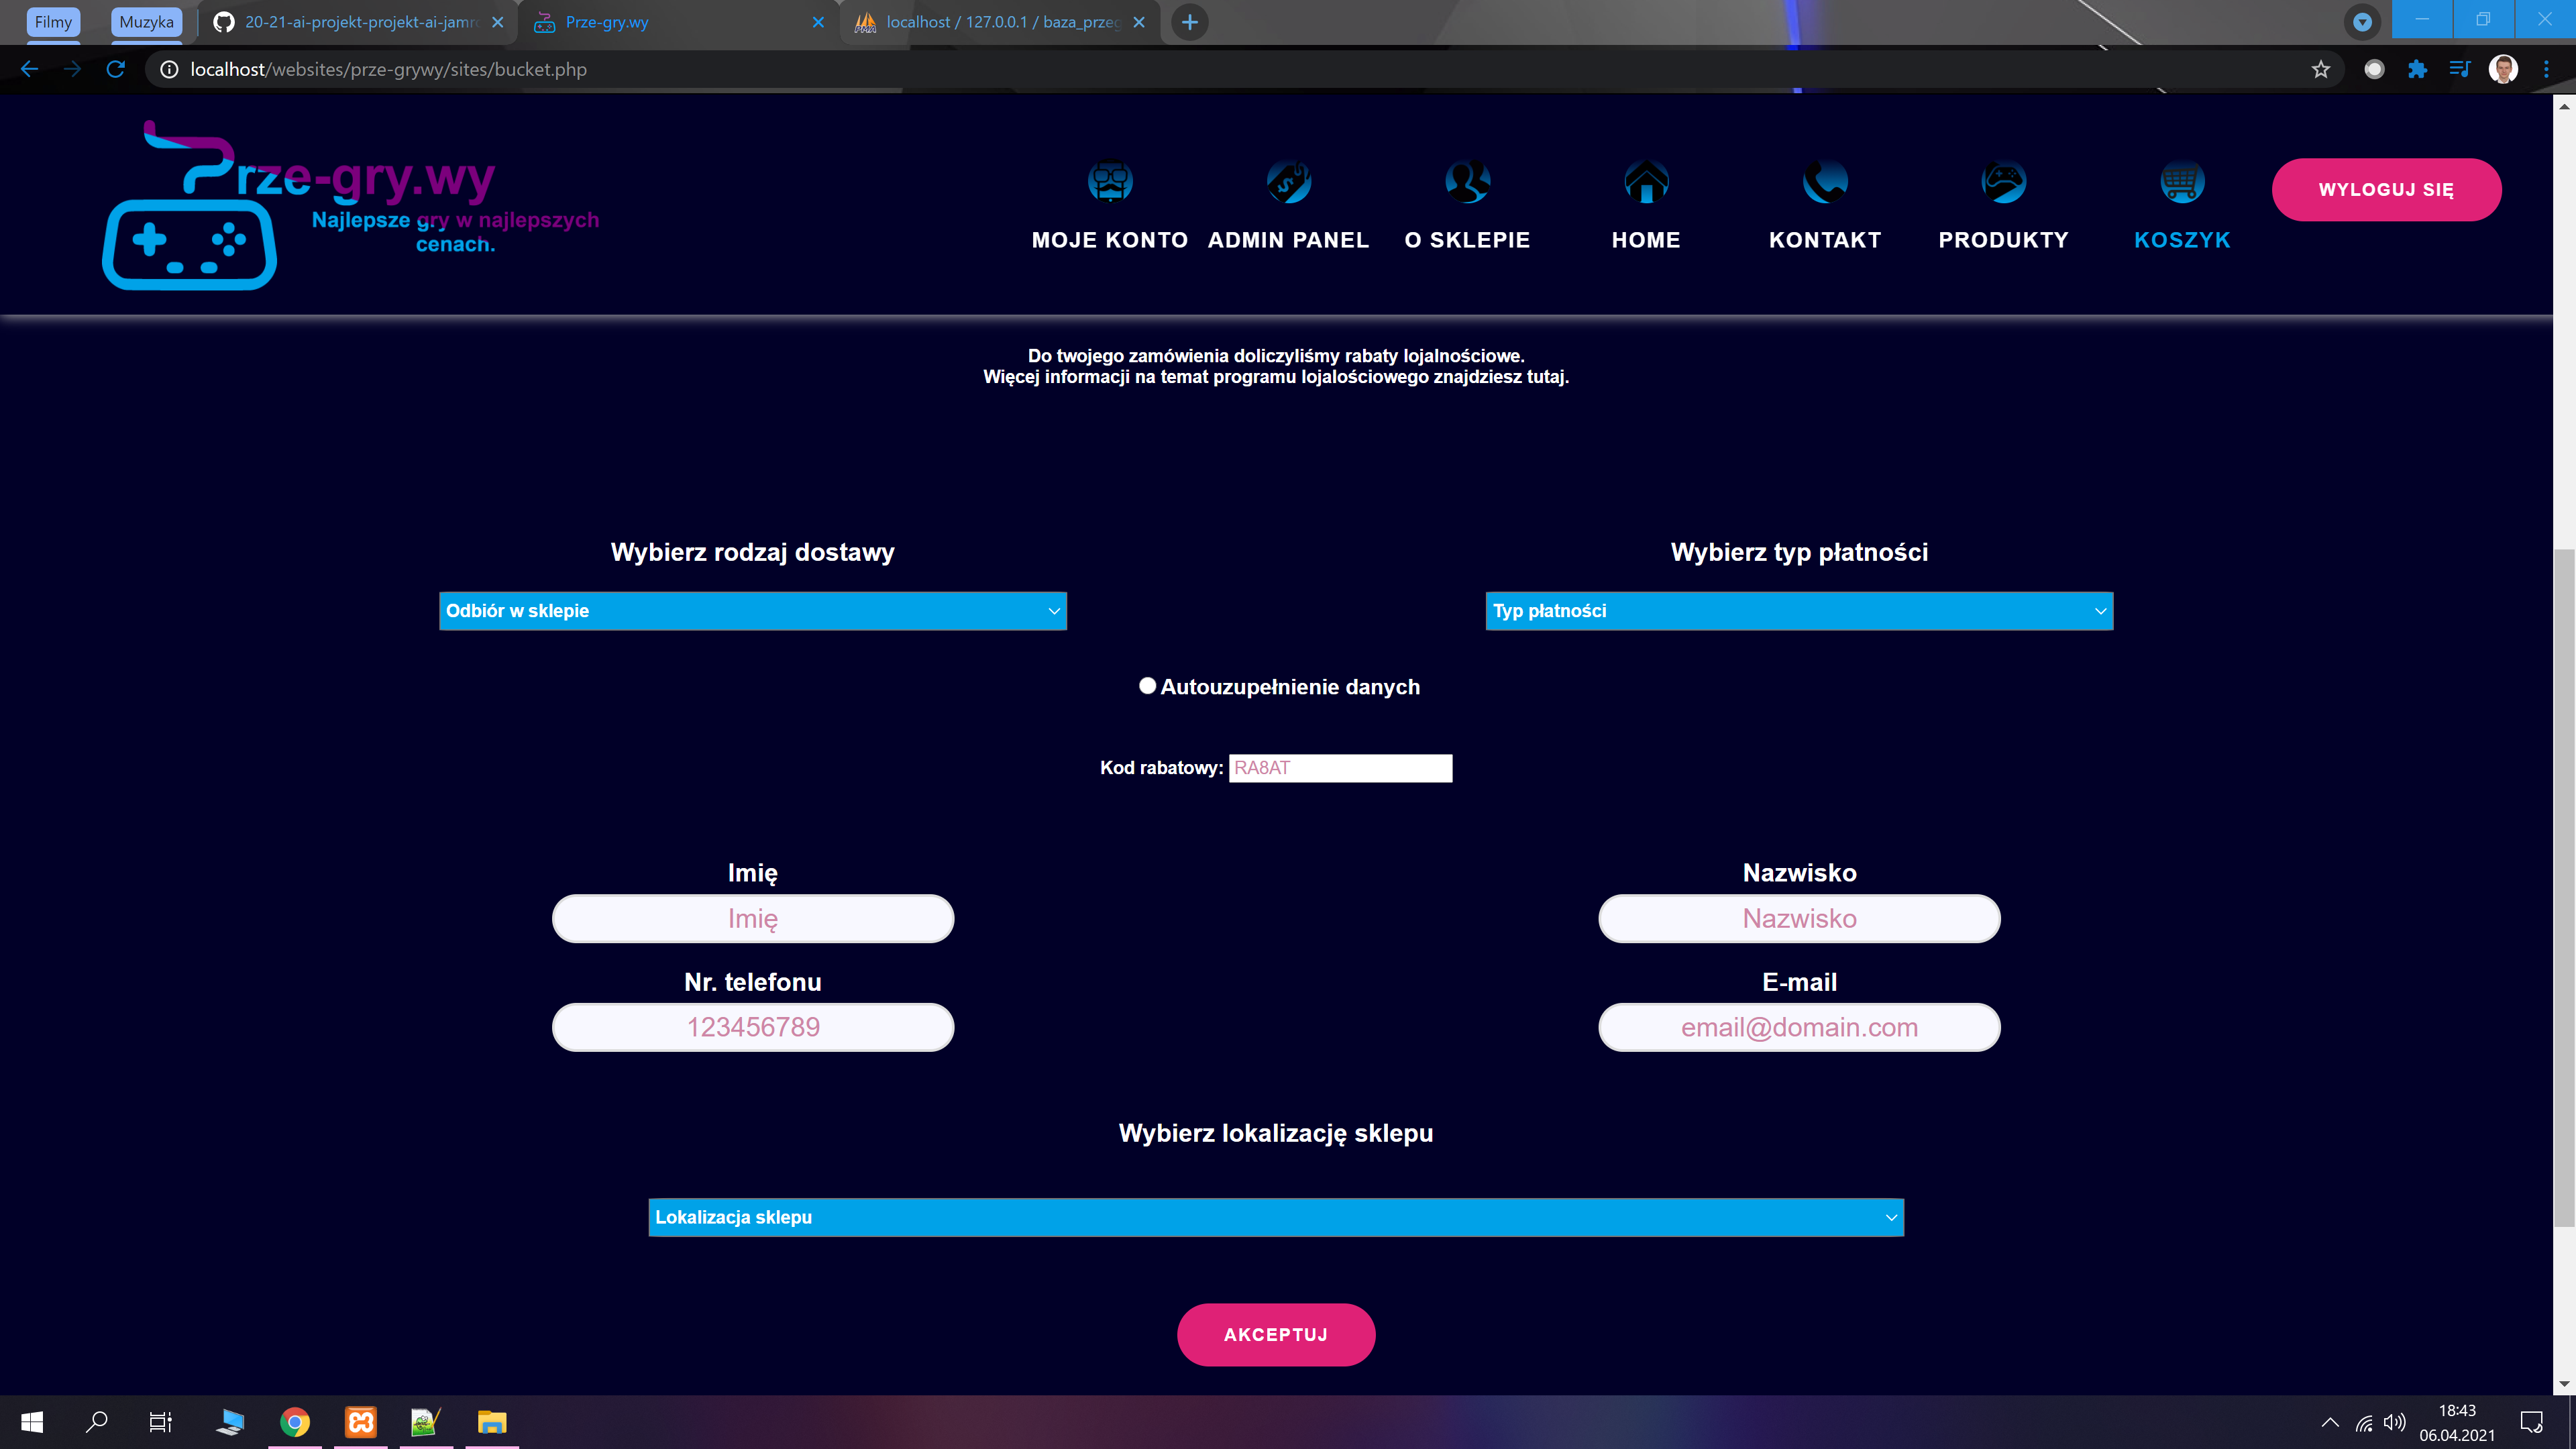 Filmy
Muzyka
20-21-ai-projekt-projekt-ai-jamr
Prze-gry.wy
localhost / 127.0.0.1 / baza_przeg
localhost/websites/prze-grywy/sites/bucket.php
Prze-gry.wy
Najlepsze gry w najlepszych
cenach.
MOJE KONTO
ADMIN PANEL
O SKLEPIE
HOME
KONTAKT
PRODUKTY
KOSZYK
WYLOGUJ SIĘ
Do twojego zamówienia doliczyliśmy rabaty lojalnościowe.
Więcej informacji na temat programu lojalościowego znajdziesz tutaj.
Wybierz rodzaj dostawy
Wybierz typ płatności
Odbiór w sklepie
Typ płatności
Autouzupełnienie danych
Kod rabatowy: RA8AT
Imię
Nazwisko
Imię
Nazwisko
Nr. telefonu
E-mail
123456789
email@domain.com
Wybierz lokalizację sklepu
Lokalizacja sklepu
AKCEPTUJ
18:43
06.04.2021